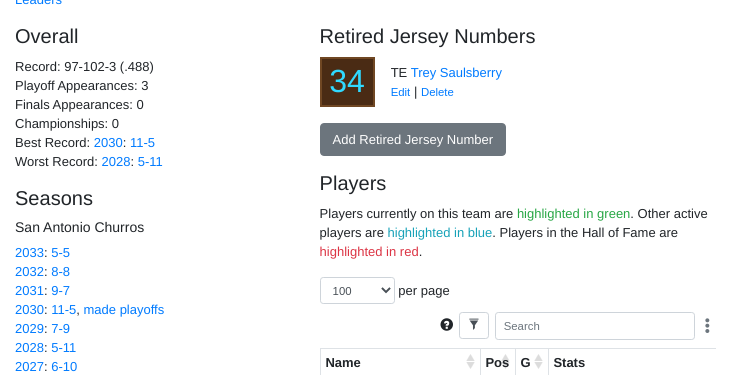 Leaders
Overall
Record: 97-102-3 (.488)
Playoff Appearances: 3
Finals Appearances: 0
Championships: 0
Best Record: 2030: 11-5
Worst Record: 2028: 5-11
Seasons
San Antonio Churros
2033: 5-5
2032: 8-8
2031: 9-7
2030: 11-5, made playoffs
2029: 7-9
2028: 5-11
2027: 6-10
Retired Jersey Numbers
34
TE Trey Saulsberry
Edit | Delete
Add Retired Jersey Number
Players
Players currently on this team are highlighted in green. Other active
players are highlighted in blue. Players in the Hall of Fame are
highlighted in red.
100 per page
? Search
Name Pos G Stats